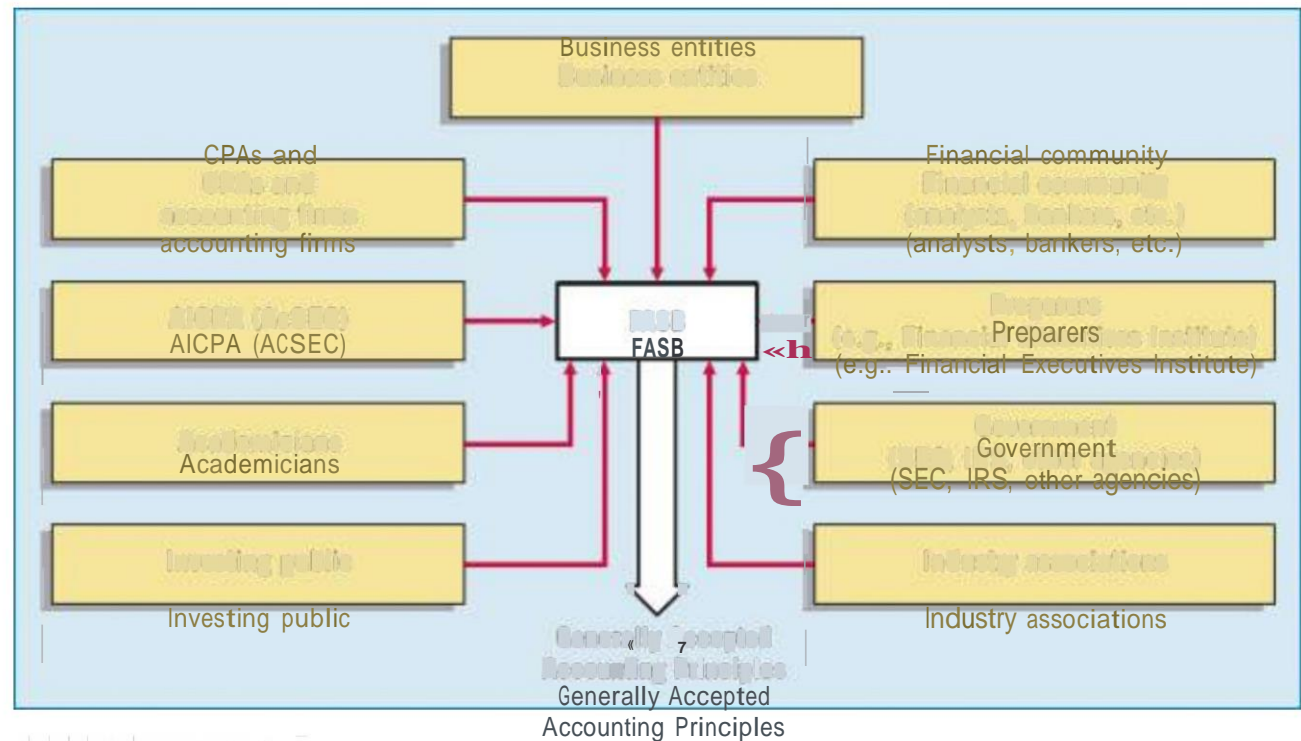 Business entities
CPAs and
accounting firms
Financial community
(analysts, bankers, etc.)
AICPA (ACSEC)
FASB
«h
Preparers
(e.g.. Financial Executives Institute)
Academicians
{
Government
(SEC, IRS, other agencies)
Investing public
Industry associations
« 7
Generally Accepted
Accounting Principles